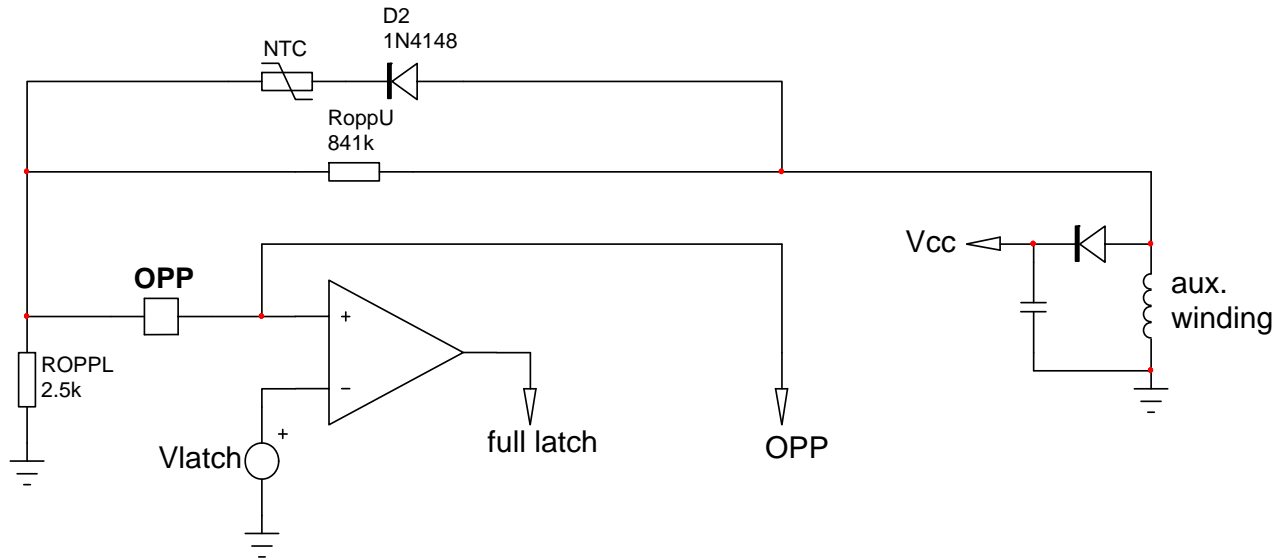 D2
1N4148
NTC
RoppU
841k
Vcc
OPP
aux.
winding
+
ROPPL
2.5k
−
+
full latch
OPP
Vlatch